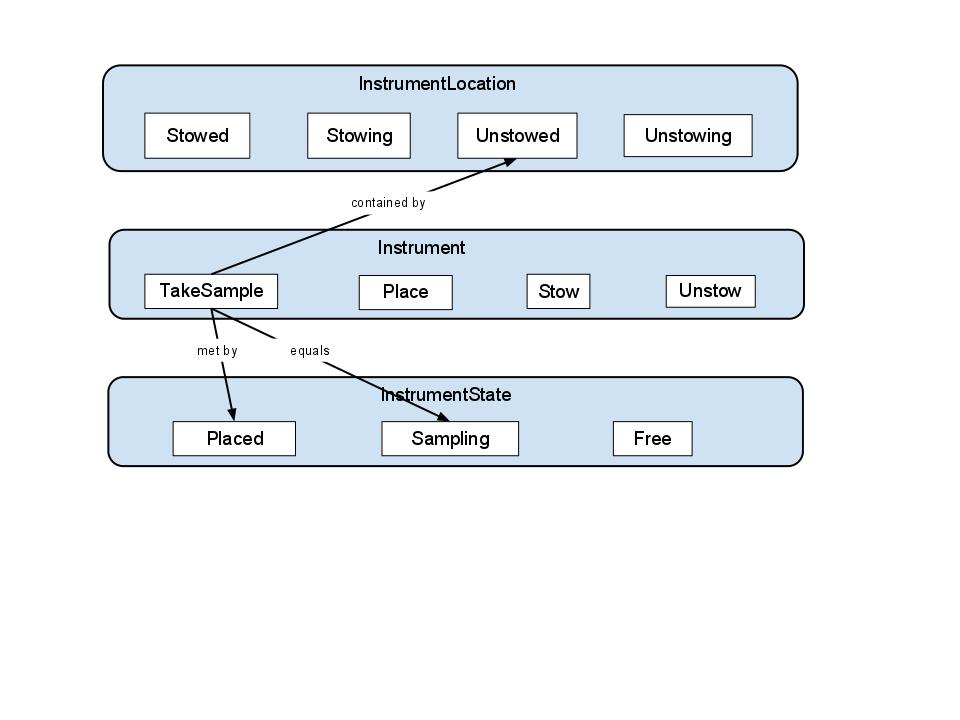 InstrumentLocation
Stowed Stowing Unstowed Unstowing
contained by
Instrument
TakeSample Place Stow Unstow
met by equals
InstrumentState
Placed Sampling Free